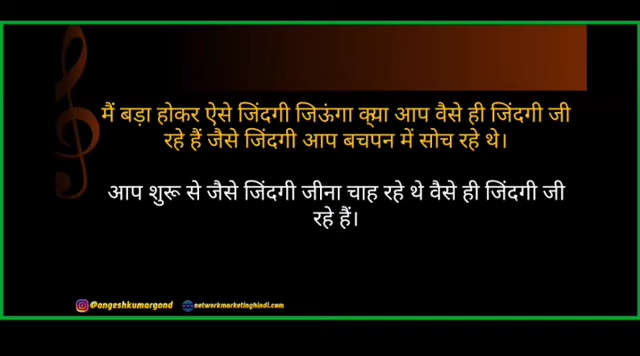 मैं बड़ा होकर ऐसे जिंदगी जिऊंगा क्या आप वैसे ही जिंदगी जी
रहे हैं जैसे जिंदगी आप बचपन में सोच रहे थे।
आप शुरू से जैसे जिंदगी जीना चाह रहे थे वैसे ही जिंदगी जी
रहे हैं।
@angeshkumargond networkmarketinghindi.com